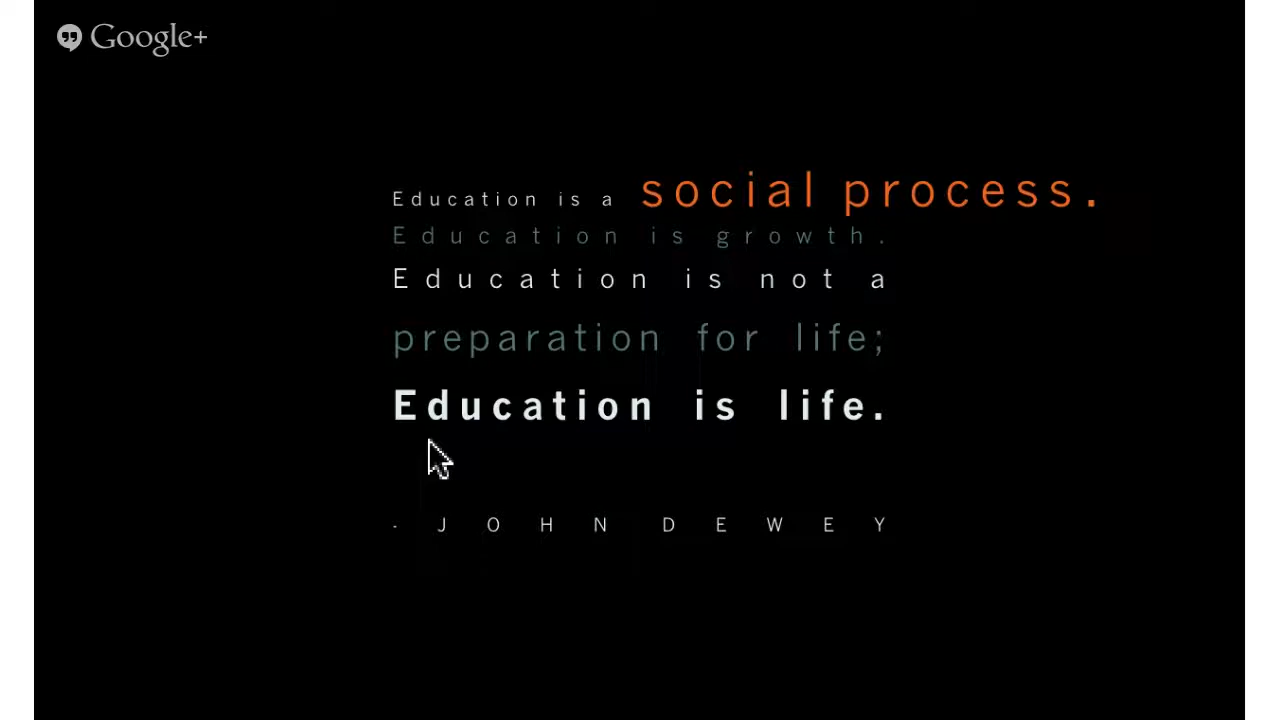 Google+
Education is a social process.
Education is growth.
Education is not a
preparation for life;
Education is life.
- JOHN DEWEY